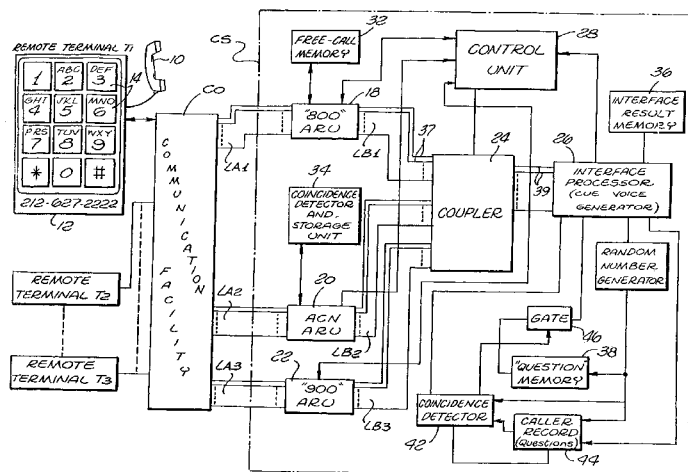 REMOTE TERMINAL T1
10
14
1
ABC 2
DEF 3
GHI 4
JKL 5
MNO 6
PRS 7
TUV 8
WXY 9
*
0
#
212-627-2222
12
REMOTE TERMINAL T2
REMOTE TERMINAL T3
CO
COMMUNICATION FACILITY
CS
FREE-CALL MEMORY
32
"800" ARU
18
LA1
LB1
37
34
COINCIDENCE DETECTOR AND STORAGE UNIT
20
ACN ARU
LA2
LB2
22
"900" ARU
LA3
LB3
CONTROL UNIT
28
24
COUPLER
39
26
INTERFACE PROCESSOR (CUE VOICE GENERATOR)
36
INTERFACE RESULT MEMORY
RANDOM NUMBER GENERATOR
GATE
46
"QUESTION MEMORY
38
COINCIDENCE DETECTOR
42
CALLER RECORD (Questions)
44